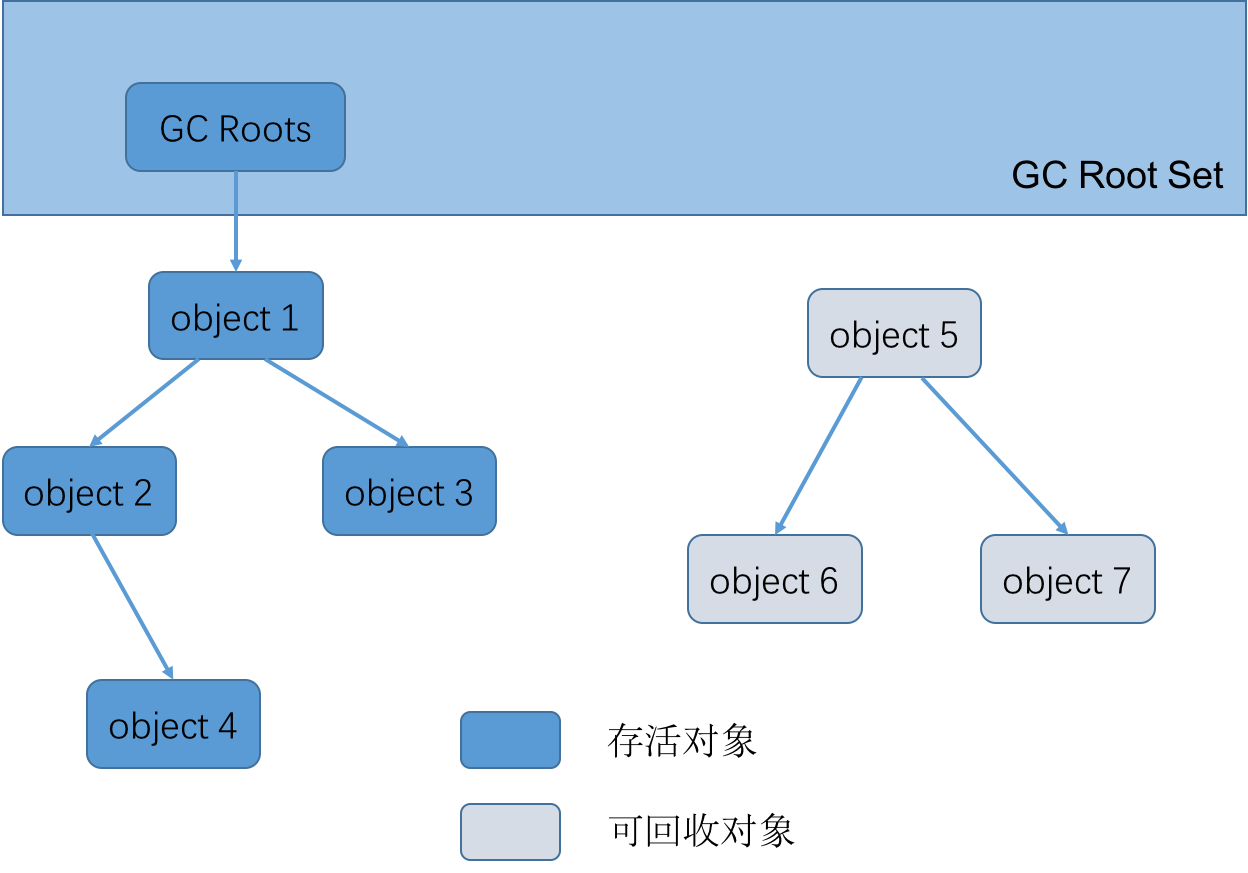 GC Roots
GC Root Set
object 1
object 5
object 2
object 3
object 6
object 7
object 4
存活对象
可回收对象